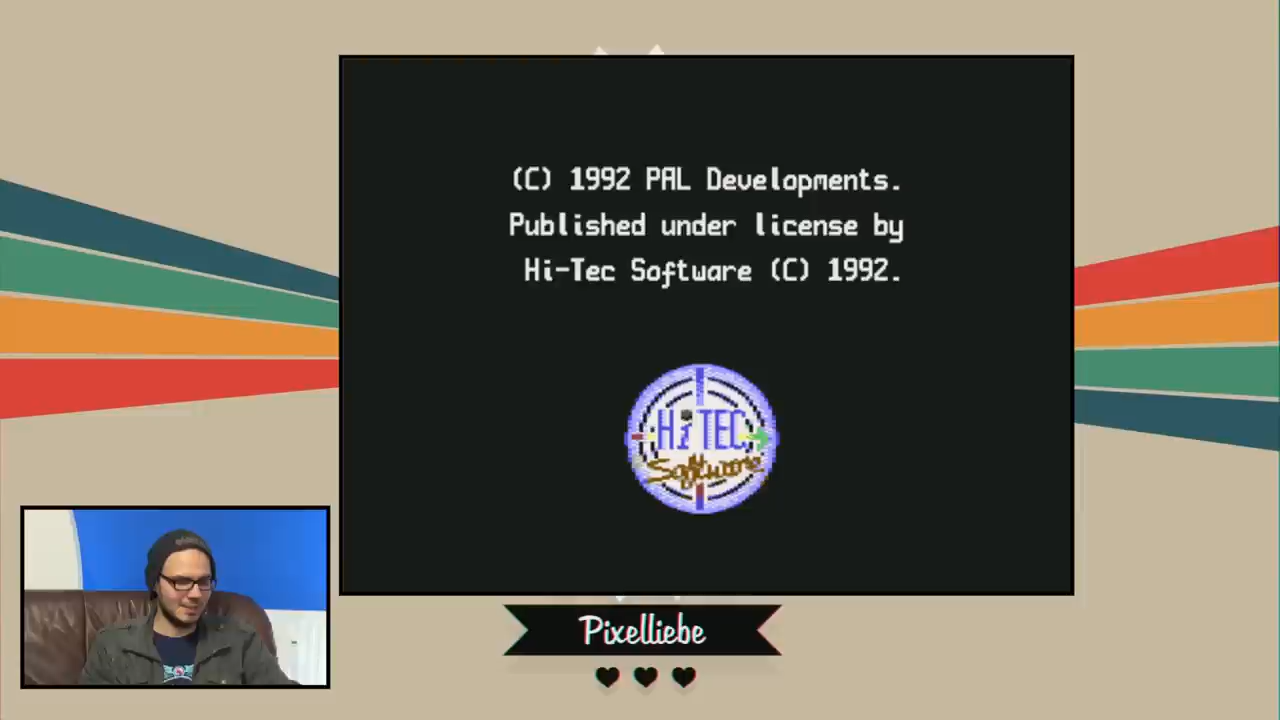 (C) 1992 PAL Developments.
Published under license by
Hi-Tec Software (C) 1992.
Hi TEC
Software
Pixelliebe